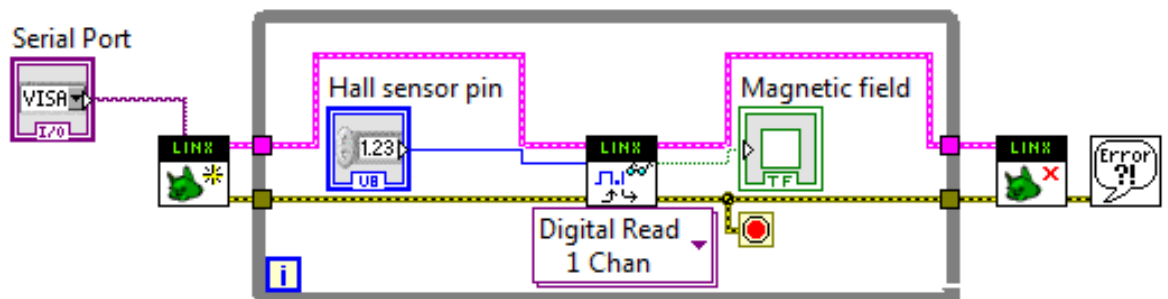 Serial Port
VISA
I/O
LINX
Hall sensor pin
1.23
U8
LINX
Digital Read
1 Chan
Magnetic field
TF
i
LINX
Error
?!